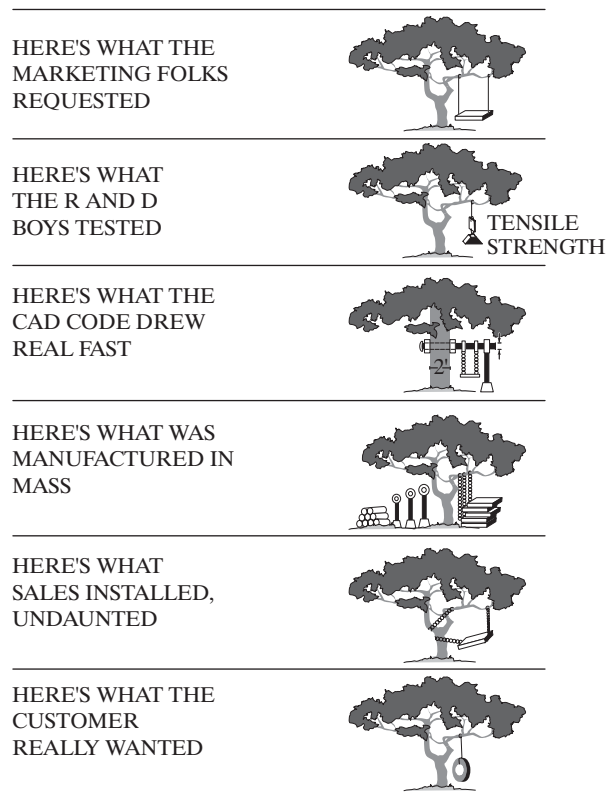 HERE'S WHAT THE
MARKETING FOLKS
REQUESTED
HERE'S WHAT
THE R AND D
BOYS TESTED
TENSILE
STRENGTH
HERE'S WHAT THE
CAD CODE DREW
REAL FAST
2'
HERE'S WHAT WAS
MANUFACTURED IN
MASS
HERE'S WHAT
SALES INSTALLED,
UNDAUNTED
HERE'S WHAT THE
CUSTOMER
REALLY WANTED